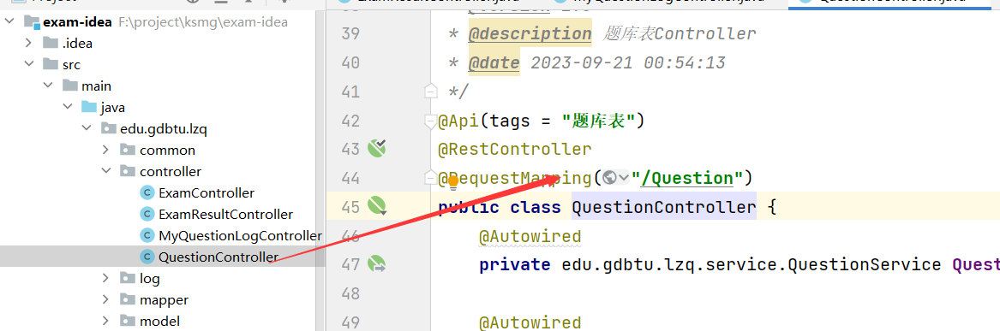 exam-idea F:\project\ksmg\exam-idea
.idea
src
main
java
edu.gdbtu.lzq
common
controller
ExamController
ExamResultController
MyQuestionLogController
QuestionController
log
mapper
model
39 * @description 题库表Controller
40 * @date 2023-09-21 00:54:13
41 */
42 @Api(tags = "题库表")
43 @RestController
44 @RequestMapping("/Question")
45 public class QuestionController {
46 @Autowired
47 private edu.gdbtu.lzq.service.QuestionService Quest
48
49 @Autowired